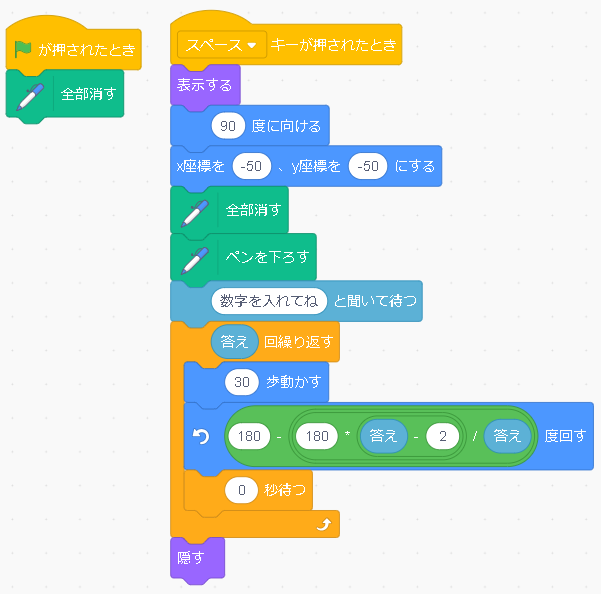 が押されたとき
全部消す
スペース キーが押されたとき
表示する
90 度に向ける
x座標を -50 、y座標を -50 にする
全部消す
ペンを下ろす
数字を入れてね と聞いて待つ
答え 回繰り返す
30 歩動かす
180 - 180 * 答え - 2 / 答え 度回す
0 秒待つ
隠す